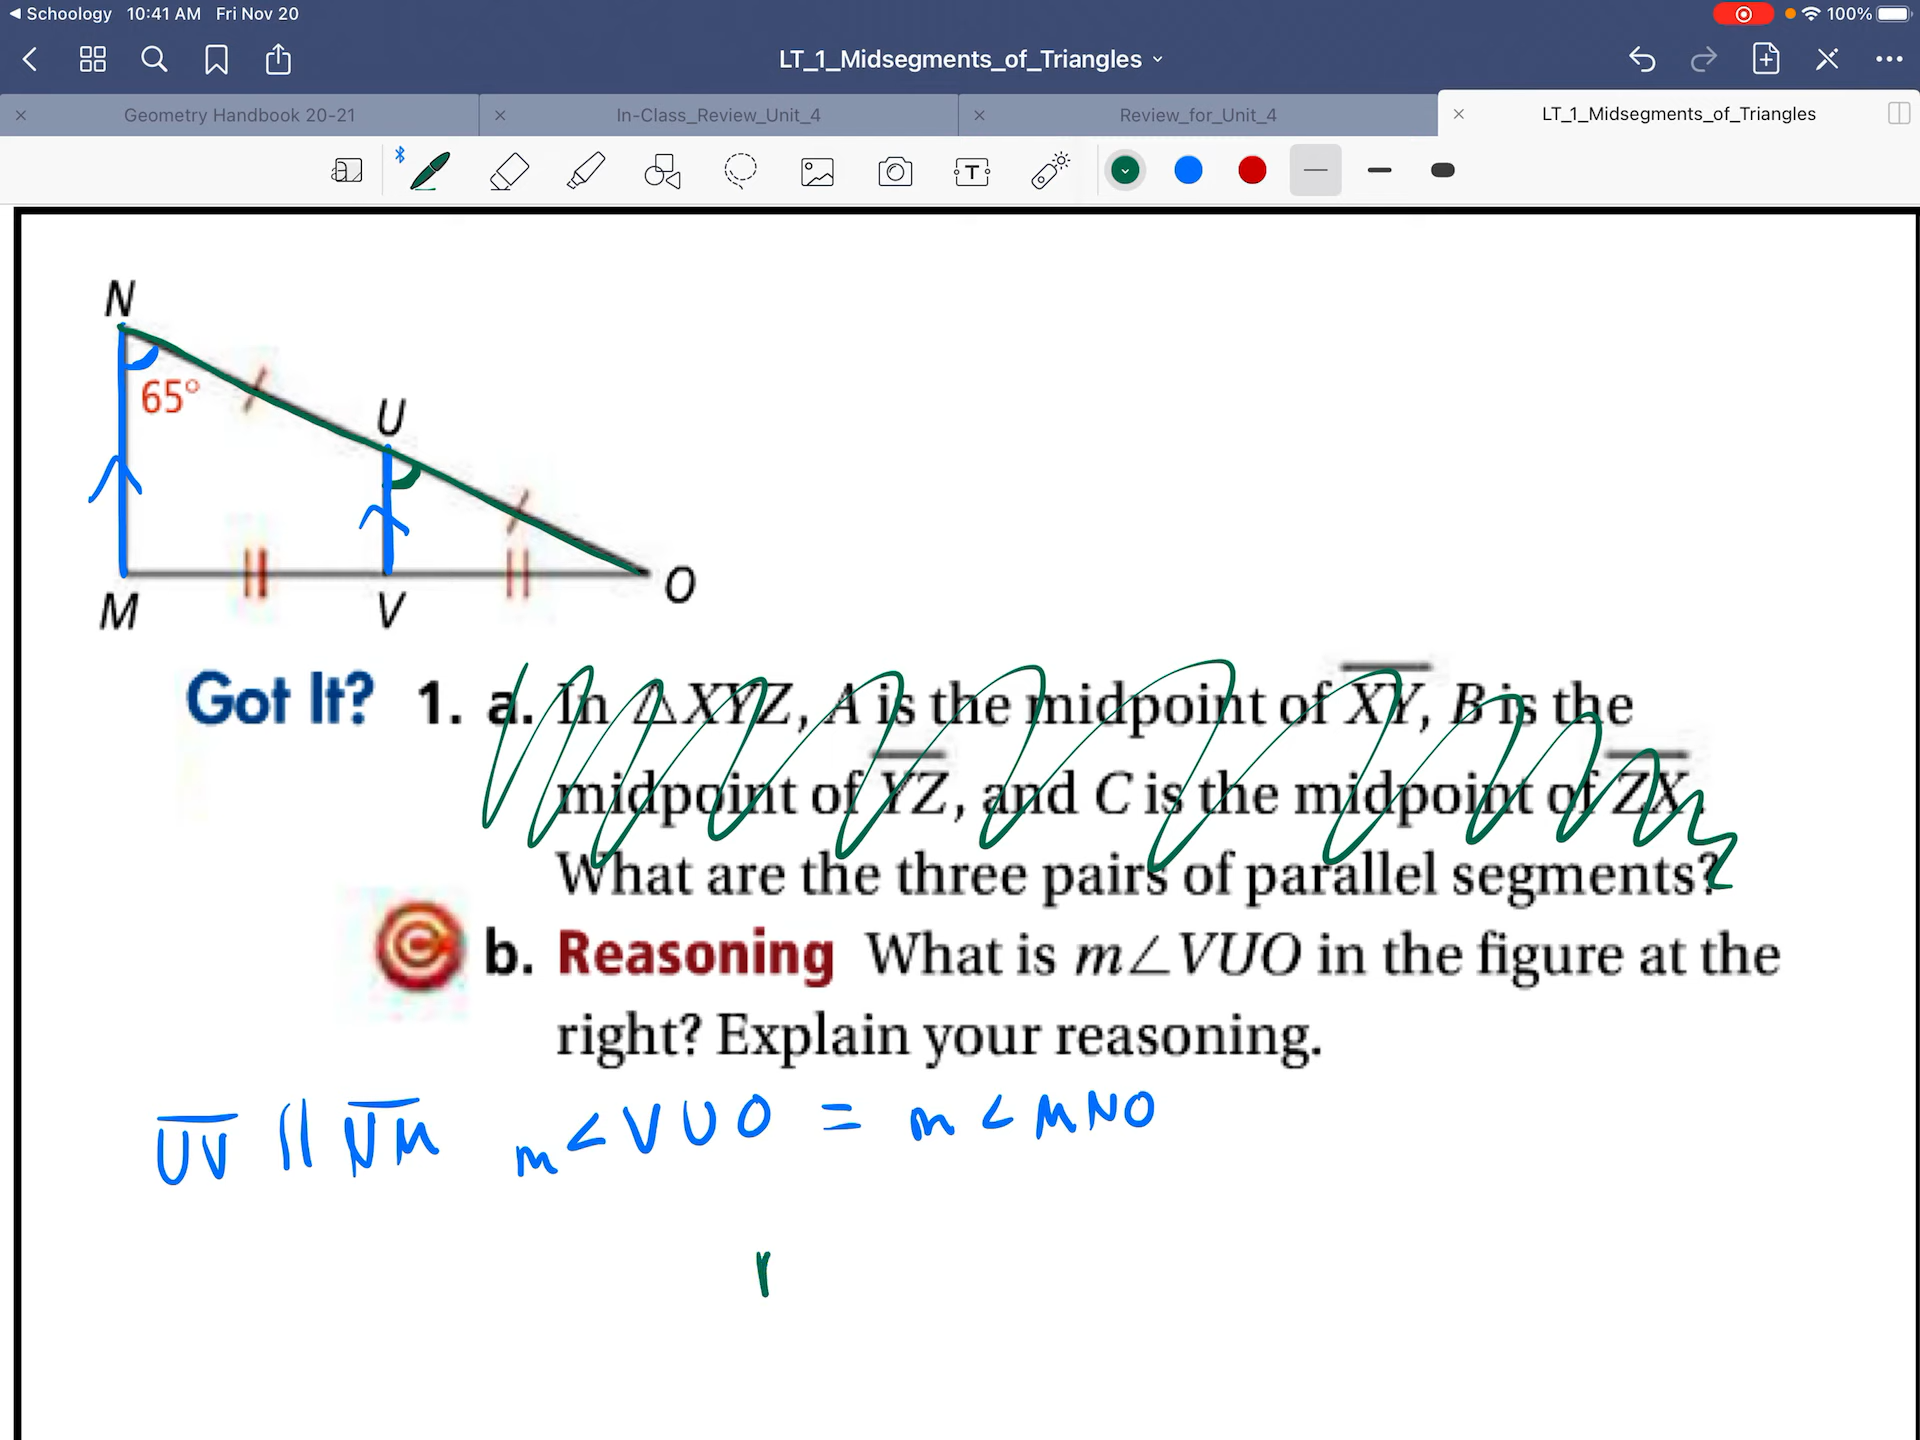 Schoology 10:41 AM Fri Nov 20 100%
LT_1_Midsegments_of_Triangles
Geometry Handbook 20-21 In-Class_Review_Unit_4 Review_for_Unit_4 LT_1_Midsegments_of_Triangles
N
65°
U
M V O
Got It? 1. a. In △XYZ, A is the midpoint of XY, B is the
midpoint of YZ, and C is the midpoint of ZX.
What are the three pairs of parallel segments?
b. Reasoning What is m∠VUO in the figure at the
right? Explain your reasoning.
UV || NM m<VUO = m<MNO